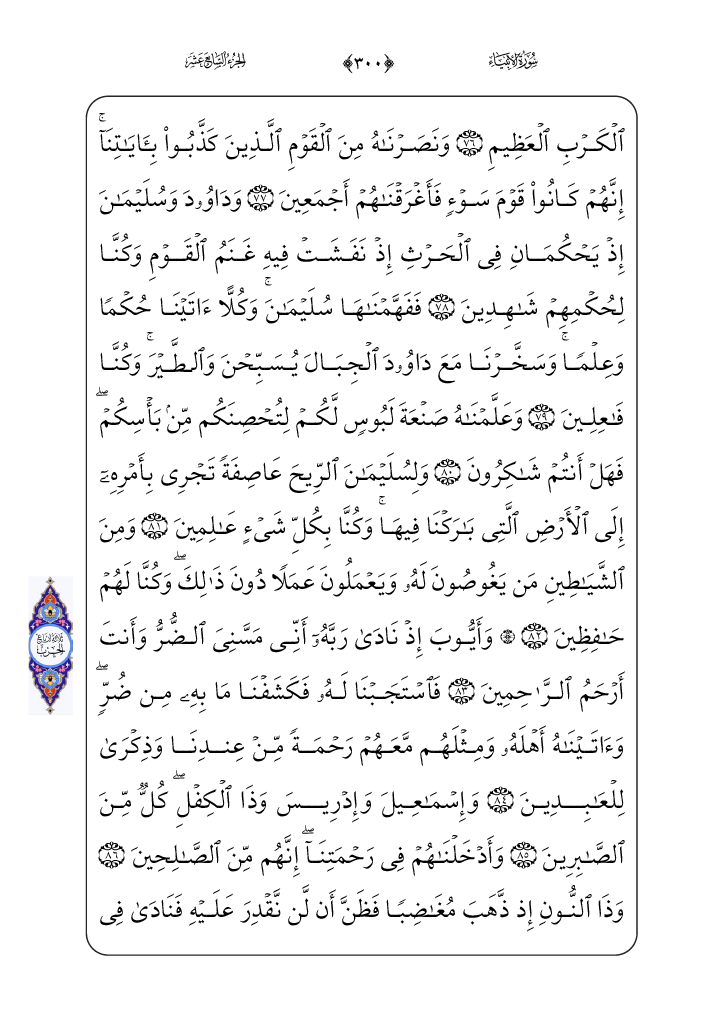 سُورَةُ الأَنبِيَاء
﴿٣٠٠﴾
الجُزْءُ السَّابِعَ عَشَرَ
ٱلۡكَرۡبِ ٱلۡعَظِيمِ ٧٦ وَنَصَرۡنَٰهُ مِنَ ٱلۡقَوۡمِ ٱلَّذِينَ كَذَّبُواْ بِـَٔايَٰتِنَآۚ
إِنَّهُمۡ كَانُواْ قَوۡمَ سَوۡءٖ فَأَغۡرَقۡنَٰهُمۡ أَجۡمَعِينَ ٧٧ وَدَاوُۥدَ وَسُلَيۡمَٰنَ
إِذۡ يَحۡكُمَانِ فِي ٱلۡحَرۡثِ إِذۡ نَفَشَتۡ فِيهِ غَنَمُ ٱلۡقَوۡمِ وَكُنَّا
لِحُكۡمِهِمۡ شَٰهِدِينَ ٧٨ فَفَهَّمۡنَٰهَا سُلَيۡمَٰنَۚ وَكُلًّا ءَاتَيۡنَا حُكۡمٗا
وَعِلۡمٗاۚ وَسَخَّرۡنَا مَعَ دَاوُۥدَ ٱلۡجِبَالَ يُسَبِّحۡنَ وَٱلطَّيۡرَۚ وَكُنَّا
فَٰعِلِينَ ٧٩ وَعَلَّمۡنَٰهُ صَنۡعَةَ لَبُوسٖ لَّكُمۡ لِتُحۡصِنَكُم مِّنۢ بَأۡسِكُمۡۖ
فَهَلۡ أَنتُمۡ شَٰكِرُونَ ٨٠ وَلِسُلَيۡمَٰنَ ٱلرِّيحَ عَاصِفَةٗ تَجۡرِي بِأَمۡرِهِۦٓ
إِلَى ٱلۡأَرۡضِ ٱلَّتِي بَٰرَكۡنَا فِيهَاۚ وَكُنَّا بِكُلِّ شَيۡءٍ عَٰلِمِينَ ٨١ وَمِنَ
ٱلشَّيَٰطِينِ مَن يَغُوصُونَ لَهُۥ وَيَعۡمَلُونَ عَمَلٗا دُونَ ذَٰلِكَۖ وَكُنَّا لَهُمۡ
حَٰفِظِينَ ٨٢ ۞ وَأَيُّوبَ إِذۡ نَادَىٰ رَبَّهُۥٓ أَنِّي مَسَّنِيَ ٱلضُّرُّ وَأَنتَ
أَرۡحَمُ ٱلرَّٰحِمِينَ ٨٣ فَٱسۡتَجَبۡنَا لَهُۥ فَكَشَفۡنَا مَا بِهِۦ مِن ضُرّٖۖ
وَءَاتَيۡنَٰهُ أَهۡلَهُۥ وَمِثۡلَهُم مَّعَهُمۡ رَحۡمَةٗ مِّنۡ عِندِنَا وَذِكۡرَىٰ
لِلۡعَٰبِدِينَ ٨٤ وَإِسۡمَٰعِيلَ وَإِدۡرِيسَ وَذَا ٱلۡكِفۡلِۖ كُلّٞ مِّنَ
ٱلصَّٰبِرِينَ ٨٥ وَأَدۡخَلۡنَٰهُمۡ فِي رَحۡمَتِنَآۖ إِنَّهُم مِّنَ ٱلصَّٰلِحِينَ ٨٦
وَذَا ٱلنُّونِ إِذ ذَّهَبَ مُغَٰضِبٗا فَظَنَّ أَن لَّن نَّقۡدِرَ عَلَيۡهِ فَنَادَىٰ فِي
ثلاثة أرباع
الحزب